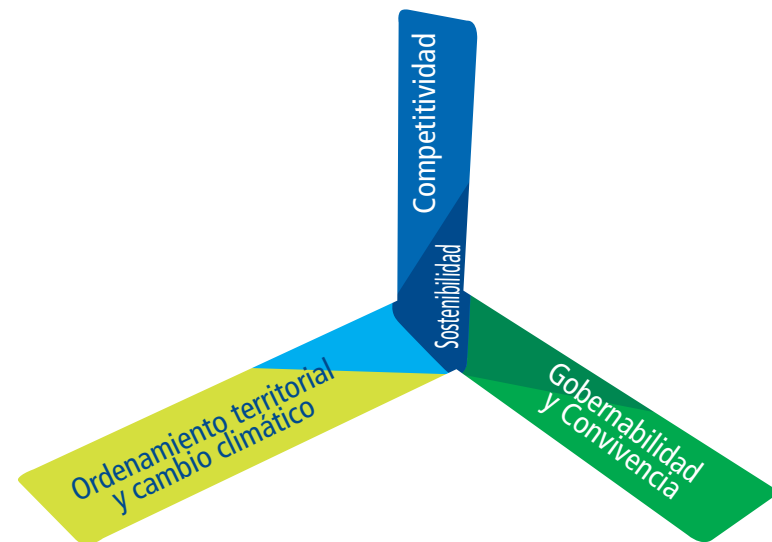 Competitividad
Sostenibilidad
Ordenamiento territorial
y cambio climático
Gobernabilidad
y Convivencia